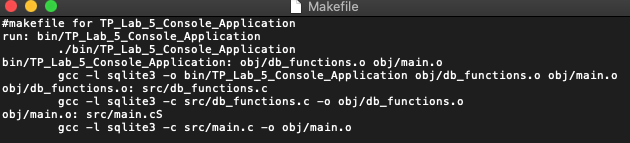 Makefile
#makefile for TP_Lab_5_Console_Application
run: bin/TP_Lab_5_Console_Application
./bin/TP_Lab_5_Console_Application
bin/TP_Lab_5_Console_Application: obj/db_functions.o obj/main.o
gcc -l sqlite3 -o bin/TP_Lab_5_Console_Application obj/db_functions.o obj/main.o
obj/db_functions.o: src/db_functions.c
gcc -l sqlite3 -c src/db_functions.c -o obj/db_functions.o
obj/main.o: src/main.cS
gcc -l sqlite3 -c src/main.c -o obj/main.o